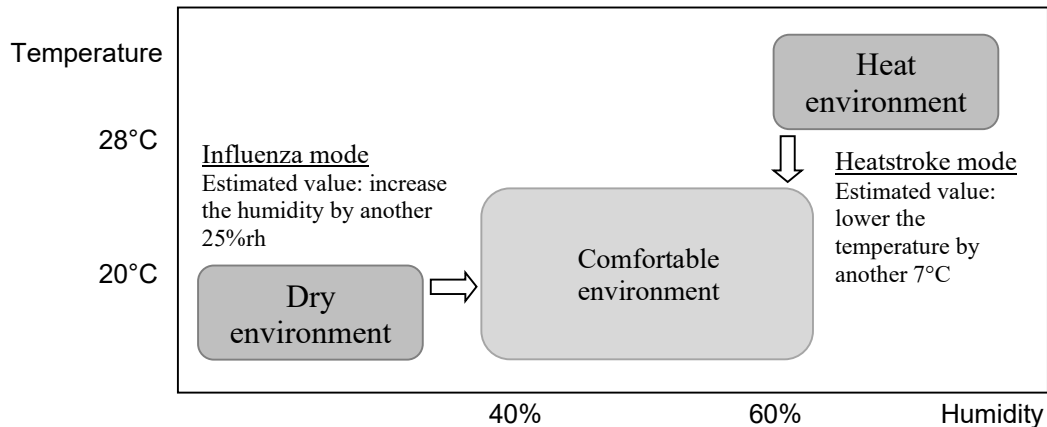 Temperature
Heat
environment
28°C
Influenza mode
Estimated value: increase
the humidity by another
25%rh
Heatstroke mode
Estimated value:
lower the
temperature by
another 7°C
20°C
Dry
environment
Comfortable
environment
40%
60%
Humidity